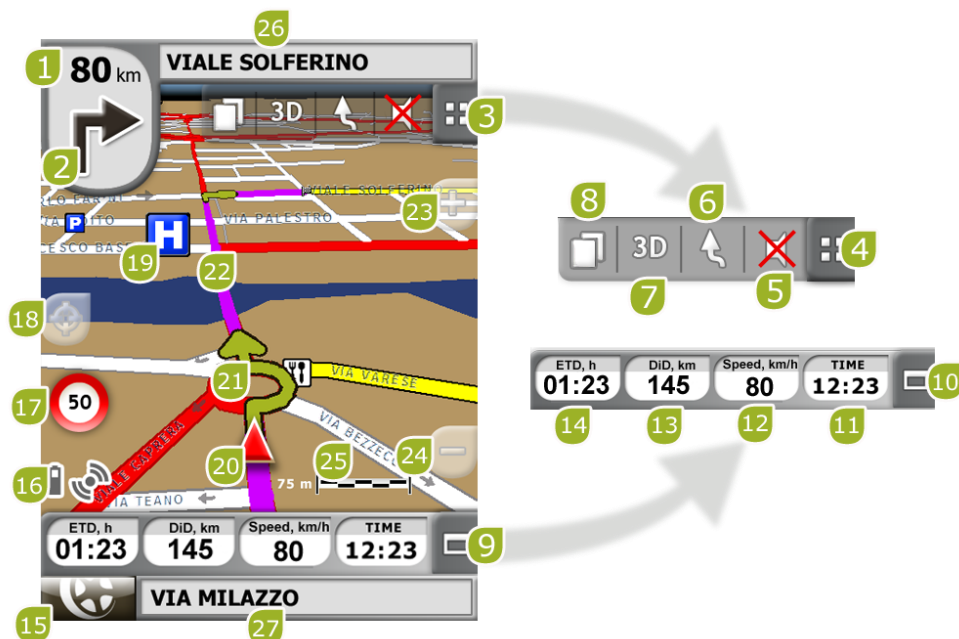 26
1
80 km
VIALE SOLFERINO
3D
3
2
VIALE SOLFERINO
23
P
VIA PALESTRO
H
19
22
8
6
3D
4
7
5
18
21
VIA VARESE
17
50
VIALE CAPRERA
VIA BEZZECCA
20
25
24
16
75 m
VIA TEANO
ETD, h
01:23
DiD, km
145
Speed, km/h
80
TIME
12:23
9
ETD, h
01:23
DiD, km
145
Speed, km/h
80
TIME
12:23
10
14
13
12
11
15
VIA MILAZZO
27